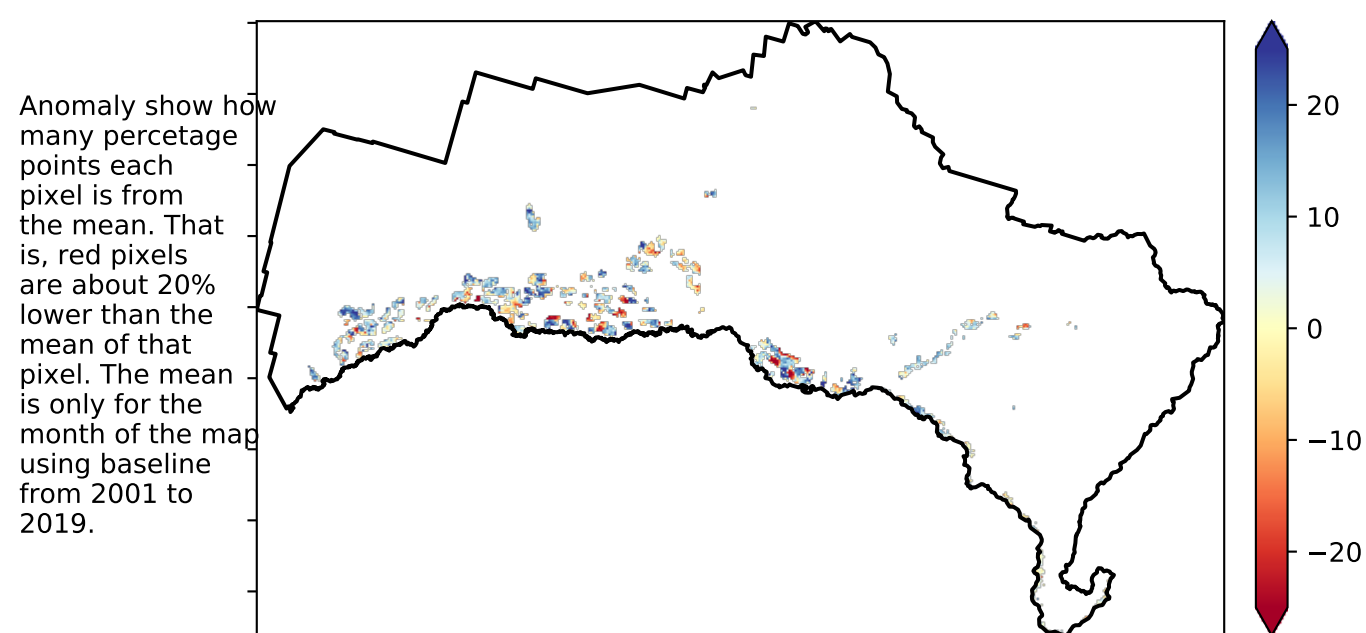 Anomaly show how
many percetage
points each
pixel is from
the mean. That
is, red pixels
are about 20%
lower than the
mean of that
pixel. The mean
is only for the
month of the map
using baseline
from 2001 to
2019.
20
10
0
−10
−20